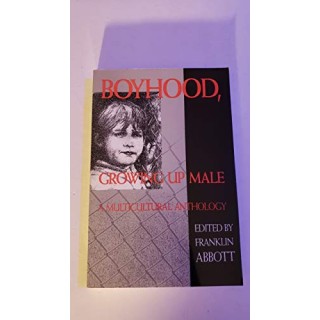 BOYHOOD,
GROWING UP MALE
A MULTICULTURAL ANTHOLOGY
EDITED BY
FRANKLIN
ABBOTT